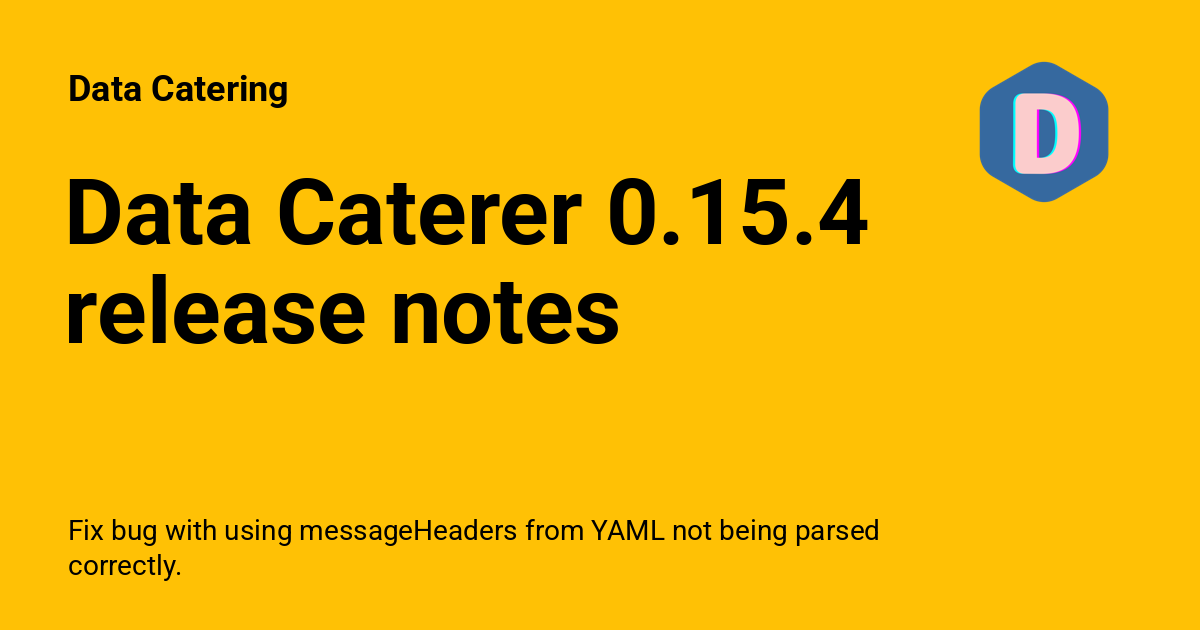 Data Catering
D
Data Caterer 0.15.4
release notes
Fix bug with using messageHeaders from YAML not being parsed
correctly.